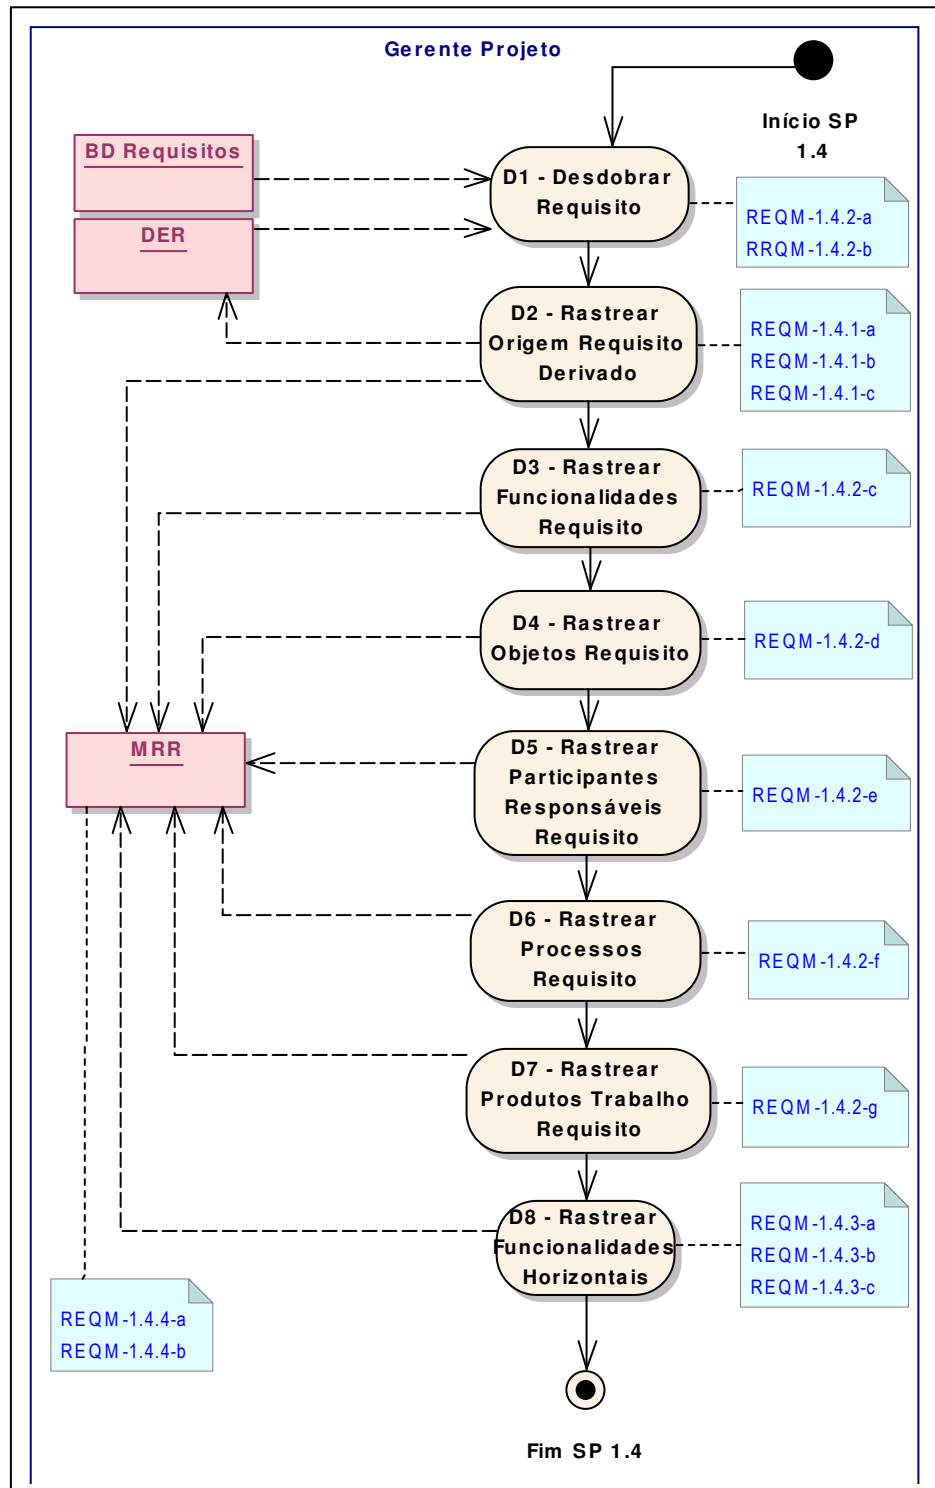 Gerente Projeto
Início SP
1.4
BD Requisitos
DER
D1 - Desdobrar
Requisito
REQM-1.4.2-a
RRQM-1.4.2-b
D2 - Rastrear
Origem Requisito
Derivado
REQM-1.4.1-a
REQM-1.4.1-b
REQM-1.4.1-c
D3 - Rastrear
Funcionalidades
Requisito
REQM-1.4.2-c
D4 - Rastrear
Objetos Requisito
REQM-1.4.2-d
MRR
D5 - Rastrear
Participantes
Responsáveis
Requisito
REQM-1.4.2-e
D6 - Rastrear
Processos
Requisito
REQM-1.4.2-f
D7 - Rastrear
Produtos Trabalho
Requisito
REQM-1.4.2-g
D8 - Rastrear
Funcionalidades
Horizontais
REQM-1.4.3-a
REQM-1.4.3-b
REQM-1.4.3-c
REQM-1.4.4-a
REQM-1.4.4-b
Fim SP 1.4